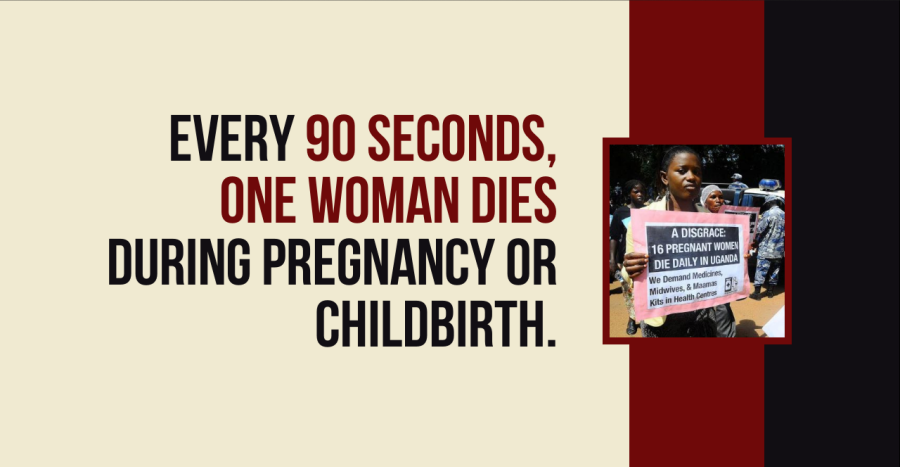 EVERY 90 SECONDS,
ONE WOMAN DIES
DURING PREGNANCY OR
CHILDBIRTH.
A DISGRACE:
16 PREGNANT WOMEN
DIE DAILY IN UGANDA
We Demand Medicines,
Midwives, & Maamas
Kits in Health Centres